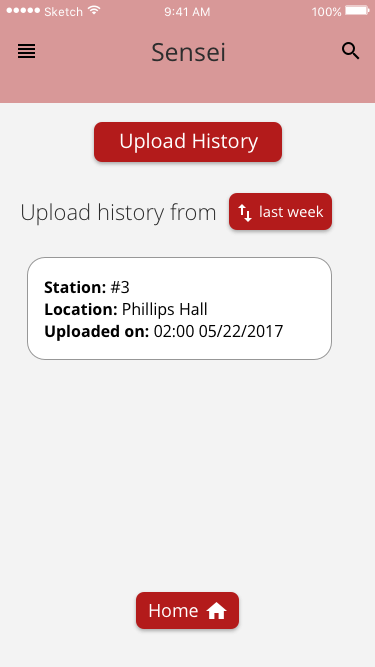 Sketch 9:41 AM 100%
Sensei
Upload History
Upload history from last week
Station: #3
Location: Phillips Hall
Uploaded on: 02:00 05/22/2017
Home